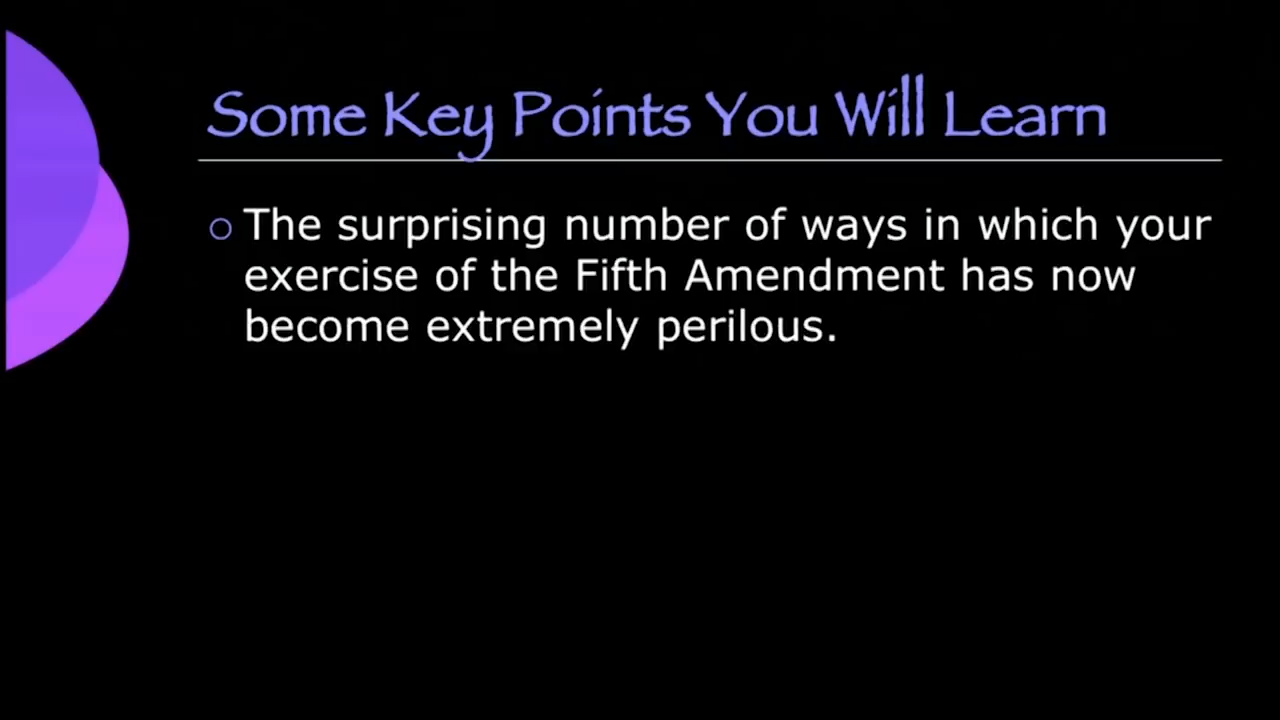 Some Key Points You Will Learn
The surprising number of ways in which your
exercise of the Fifth Amendment has now
become extremely perilous.